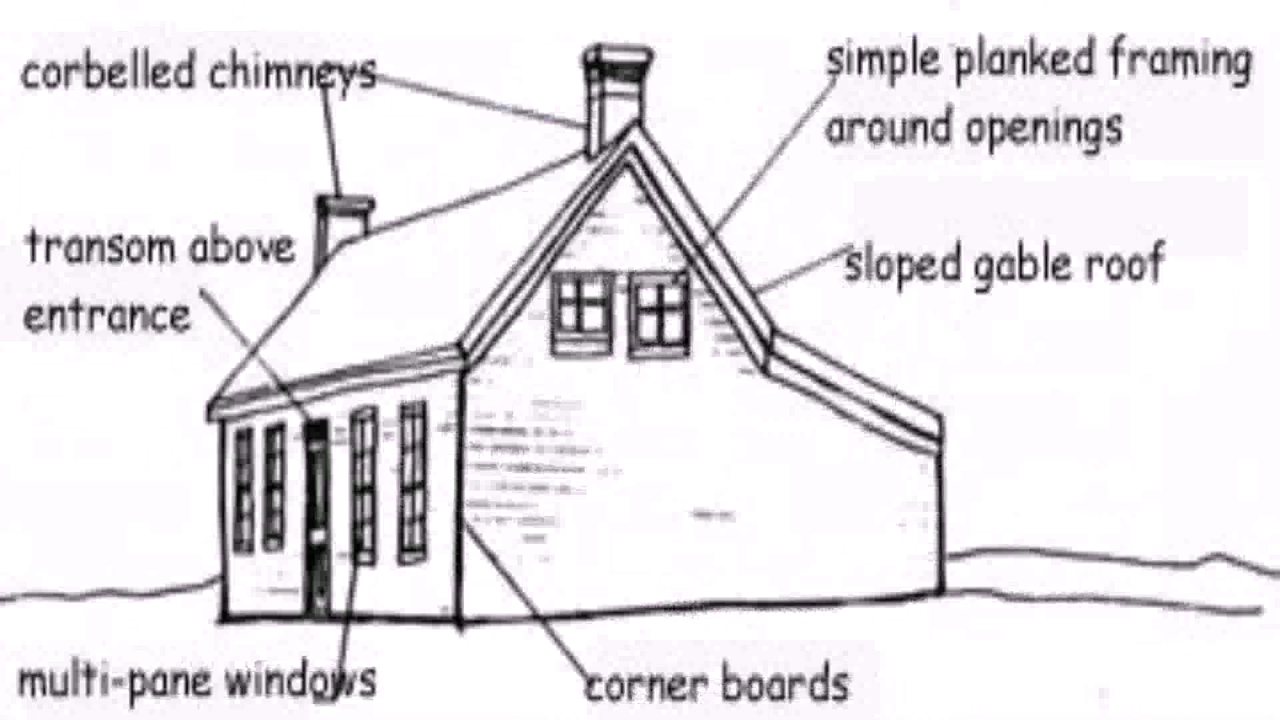 corbelled chimneys
simple planked framing
around openings
transom above
entrance
sloped gable roof
multi-pane windows
corner boards